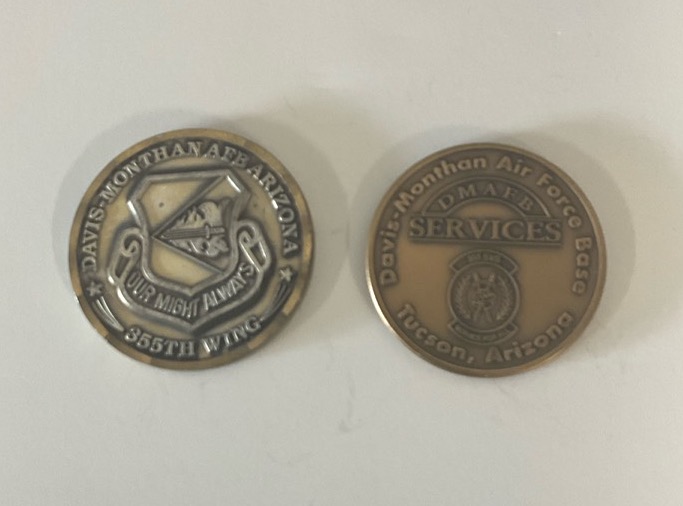 DAVIS-MONTHAN AFB ARIZONA
OUR MIGHT ALWAYS
355TH WING
Davis-Monthan Air Force Base
DMAFB
SERVICES
Tucson, Arizona